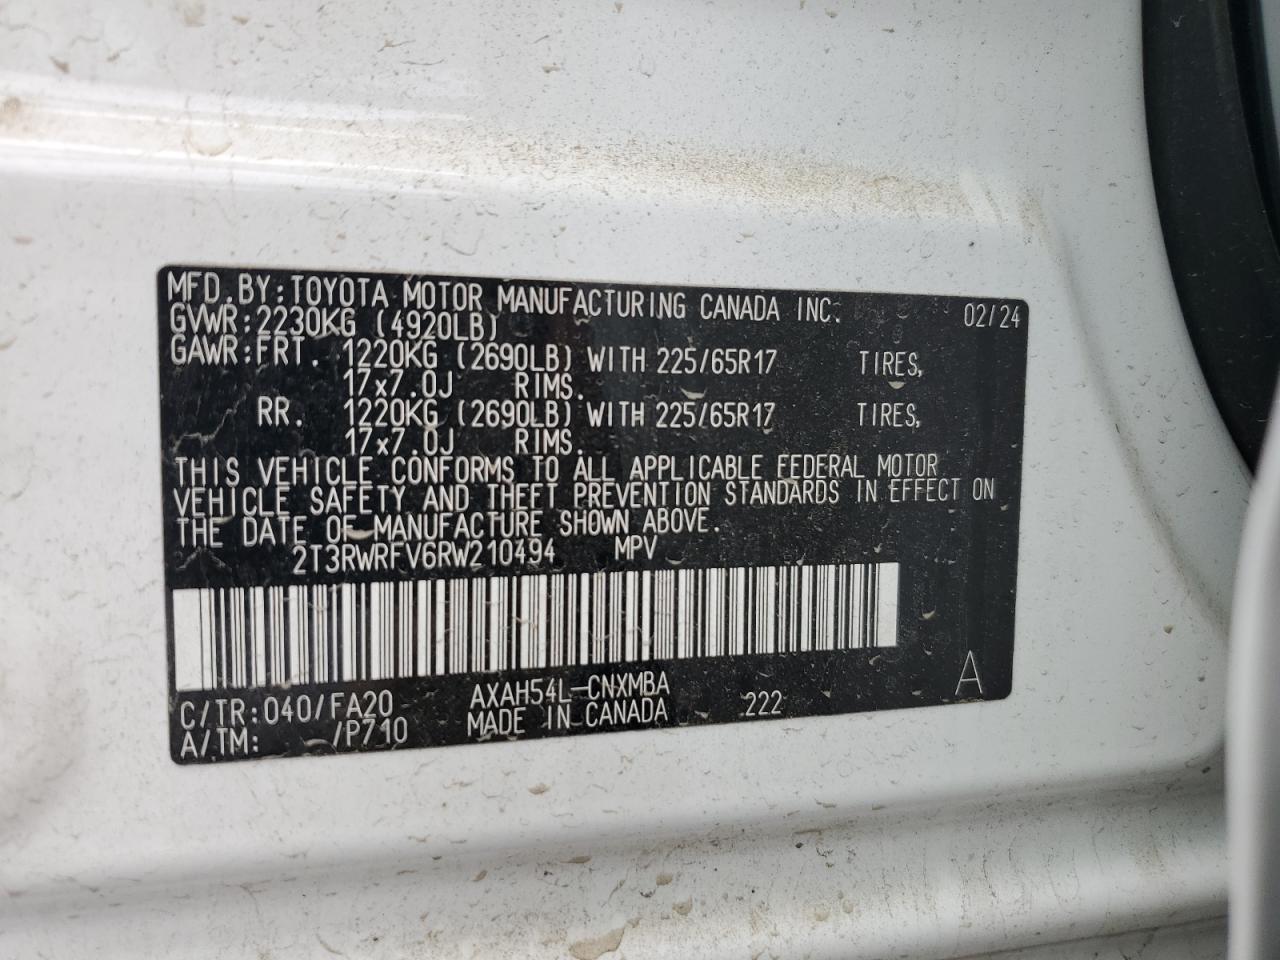 MFD.BY:TOYOTA MOTOR MANUFACTURING CANADA INC. 02/24
GVWR:2230KG (4920LB)
GAWR:FRT. 1220KG (2690LB) WITH 225/65R17 TIRES,
17x7.0J RIMS.
RR. 1220KG (2690LB) WITH 225/65R17 TIRES,
17x7.0J RIMS.
THIS VEHICLE CONFORMS TO ALL APPLICABLE FEDERAL MOTOR
VEHICLE SAFETY AND THEFT PREVENTION STANDARDS IN EFFECT ON
THE DATE OF MANUFACTURE SHOWN ABOVE.
2T3RWRFV6RW210494 MPV
C/TR:040/FA20 AXAH54L-CNXMBA 222 A
A/TM: /P710 MADE IN CANADA